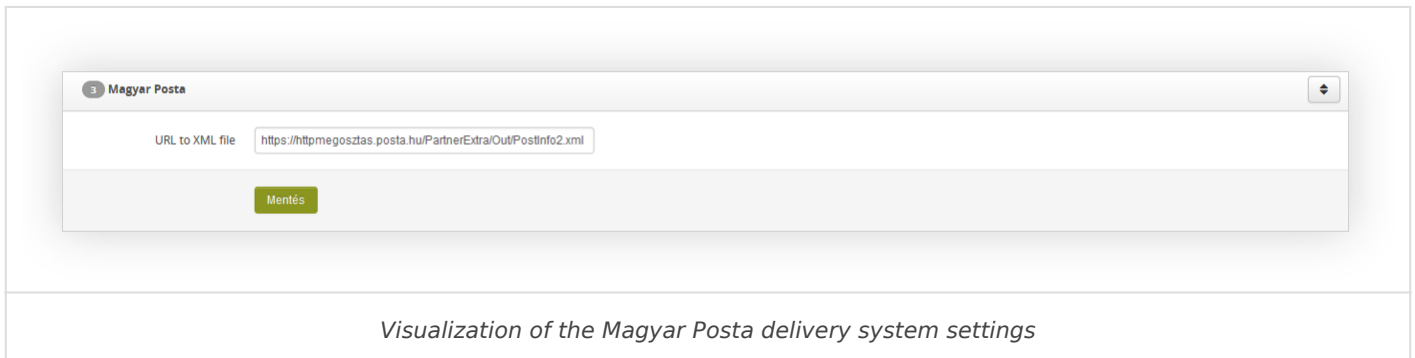 3 Magyar Posta
URL to XML file https://httpmegosztas.posta.hu/PartnerExtra/Out/PostInfo2.xml
Mentés
Visualization of the Magyar Posta delivery system settings